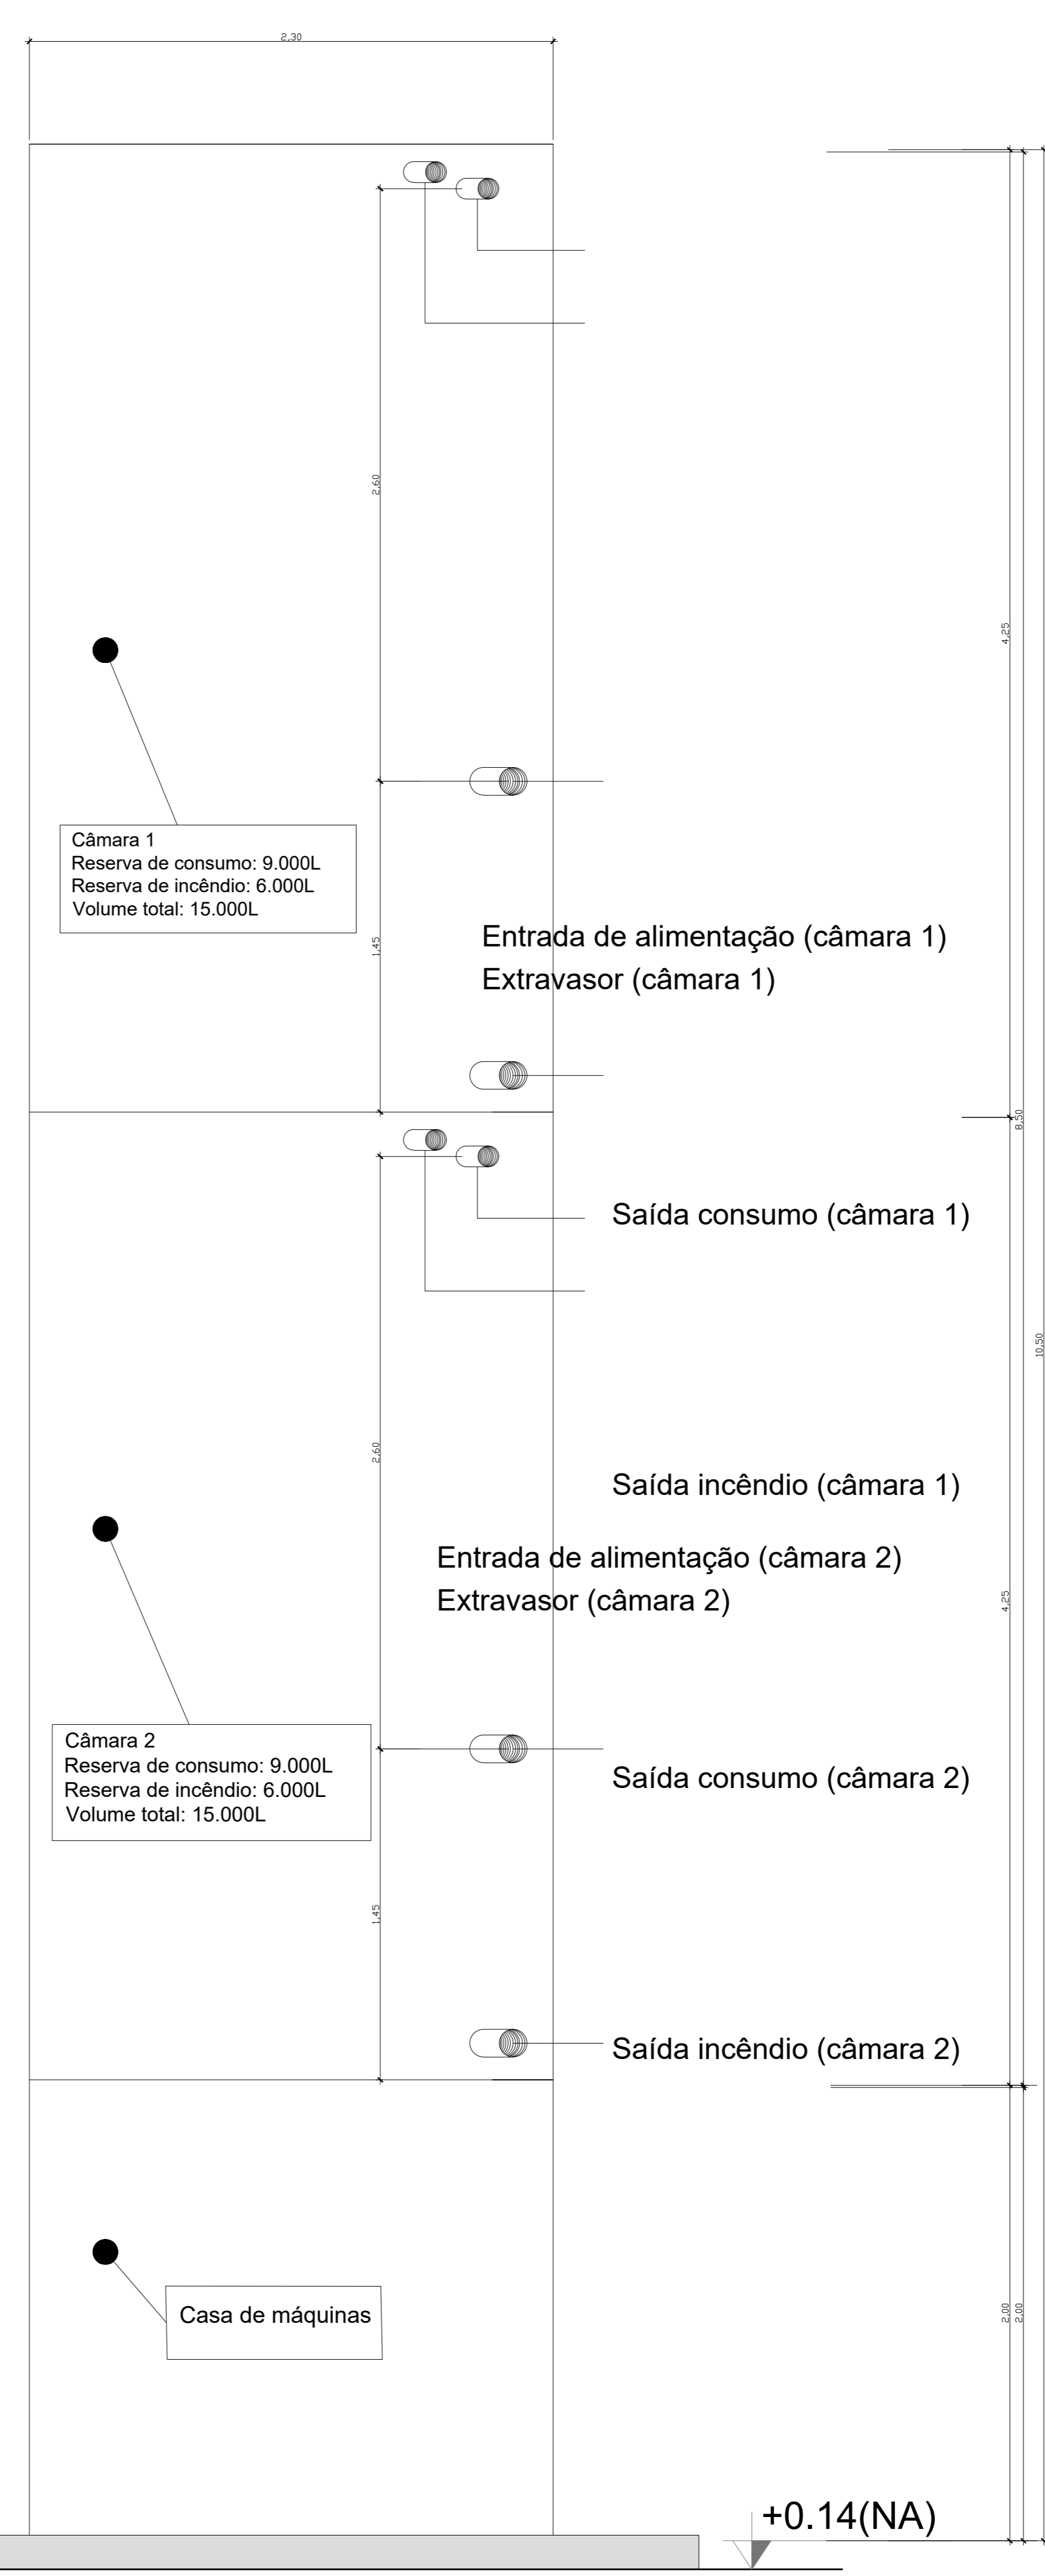 2,30
2,60
4,25
Câmara 1
Reserva de consumo: 9.000L
Reserva de incêndio: 6.000L
Volume total: 15.000L
1,45
Entrada de alimentação (câmara 1)
Extravasor (câmara 1)
8,50
Saída consumo (câmara 1)
10,50
2,60
Saída incêndio (câmara 1)
Entrada de alimentação (câmara 2)
Extravasor (câmara 2)
4,25
Câmara 2
Reserva de consumo: 9.000L
Reserva de incêndio: 6.000L
Volume total: 15.000L
Saída consumo (câmara 2)
1,45
Saída incêndio (câmara 2)
Casa de máquinas
2,00
2,00
+0.14(NA)